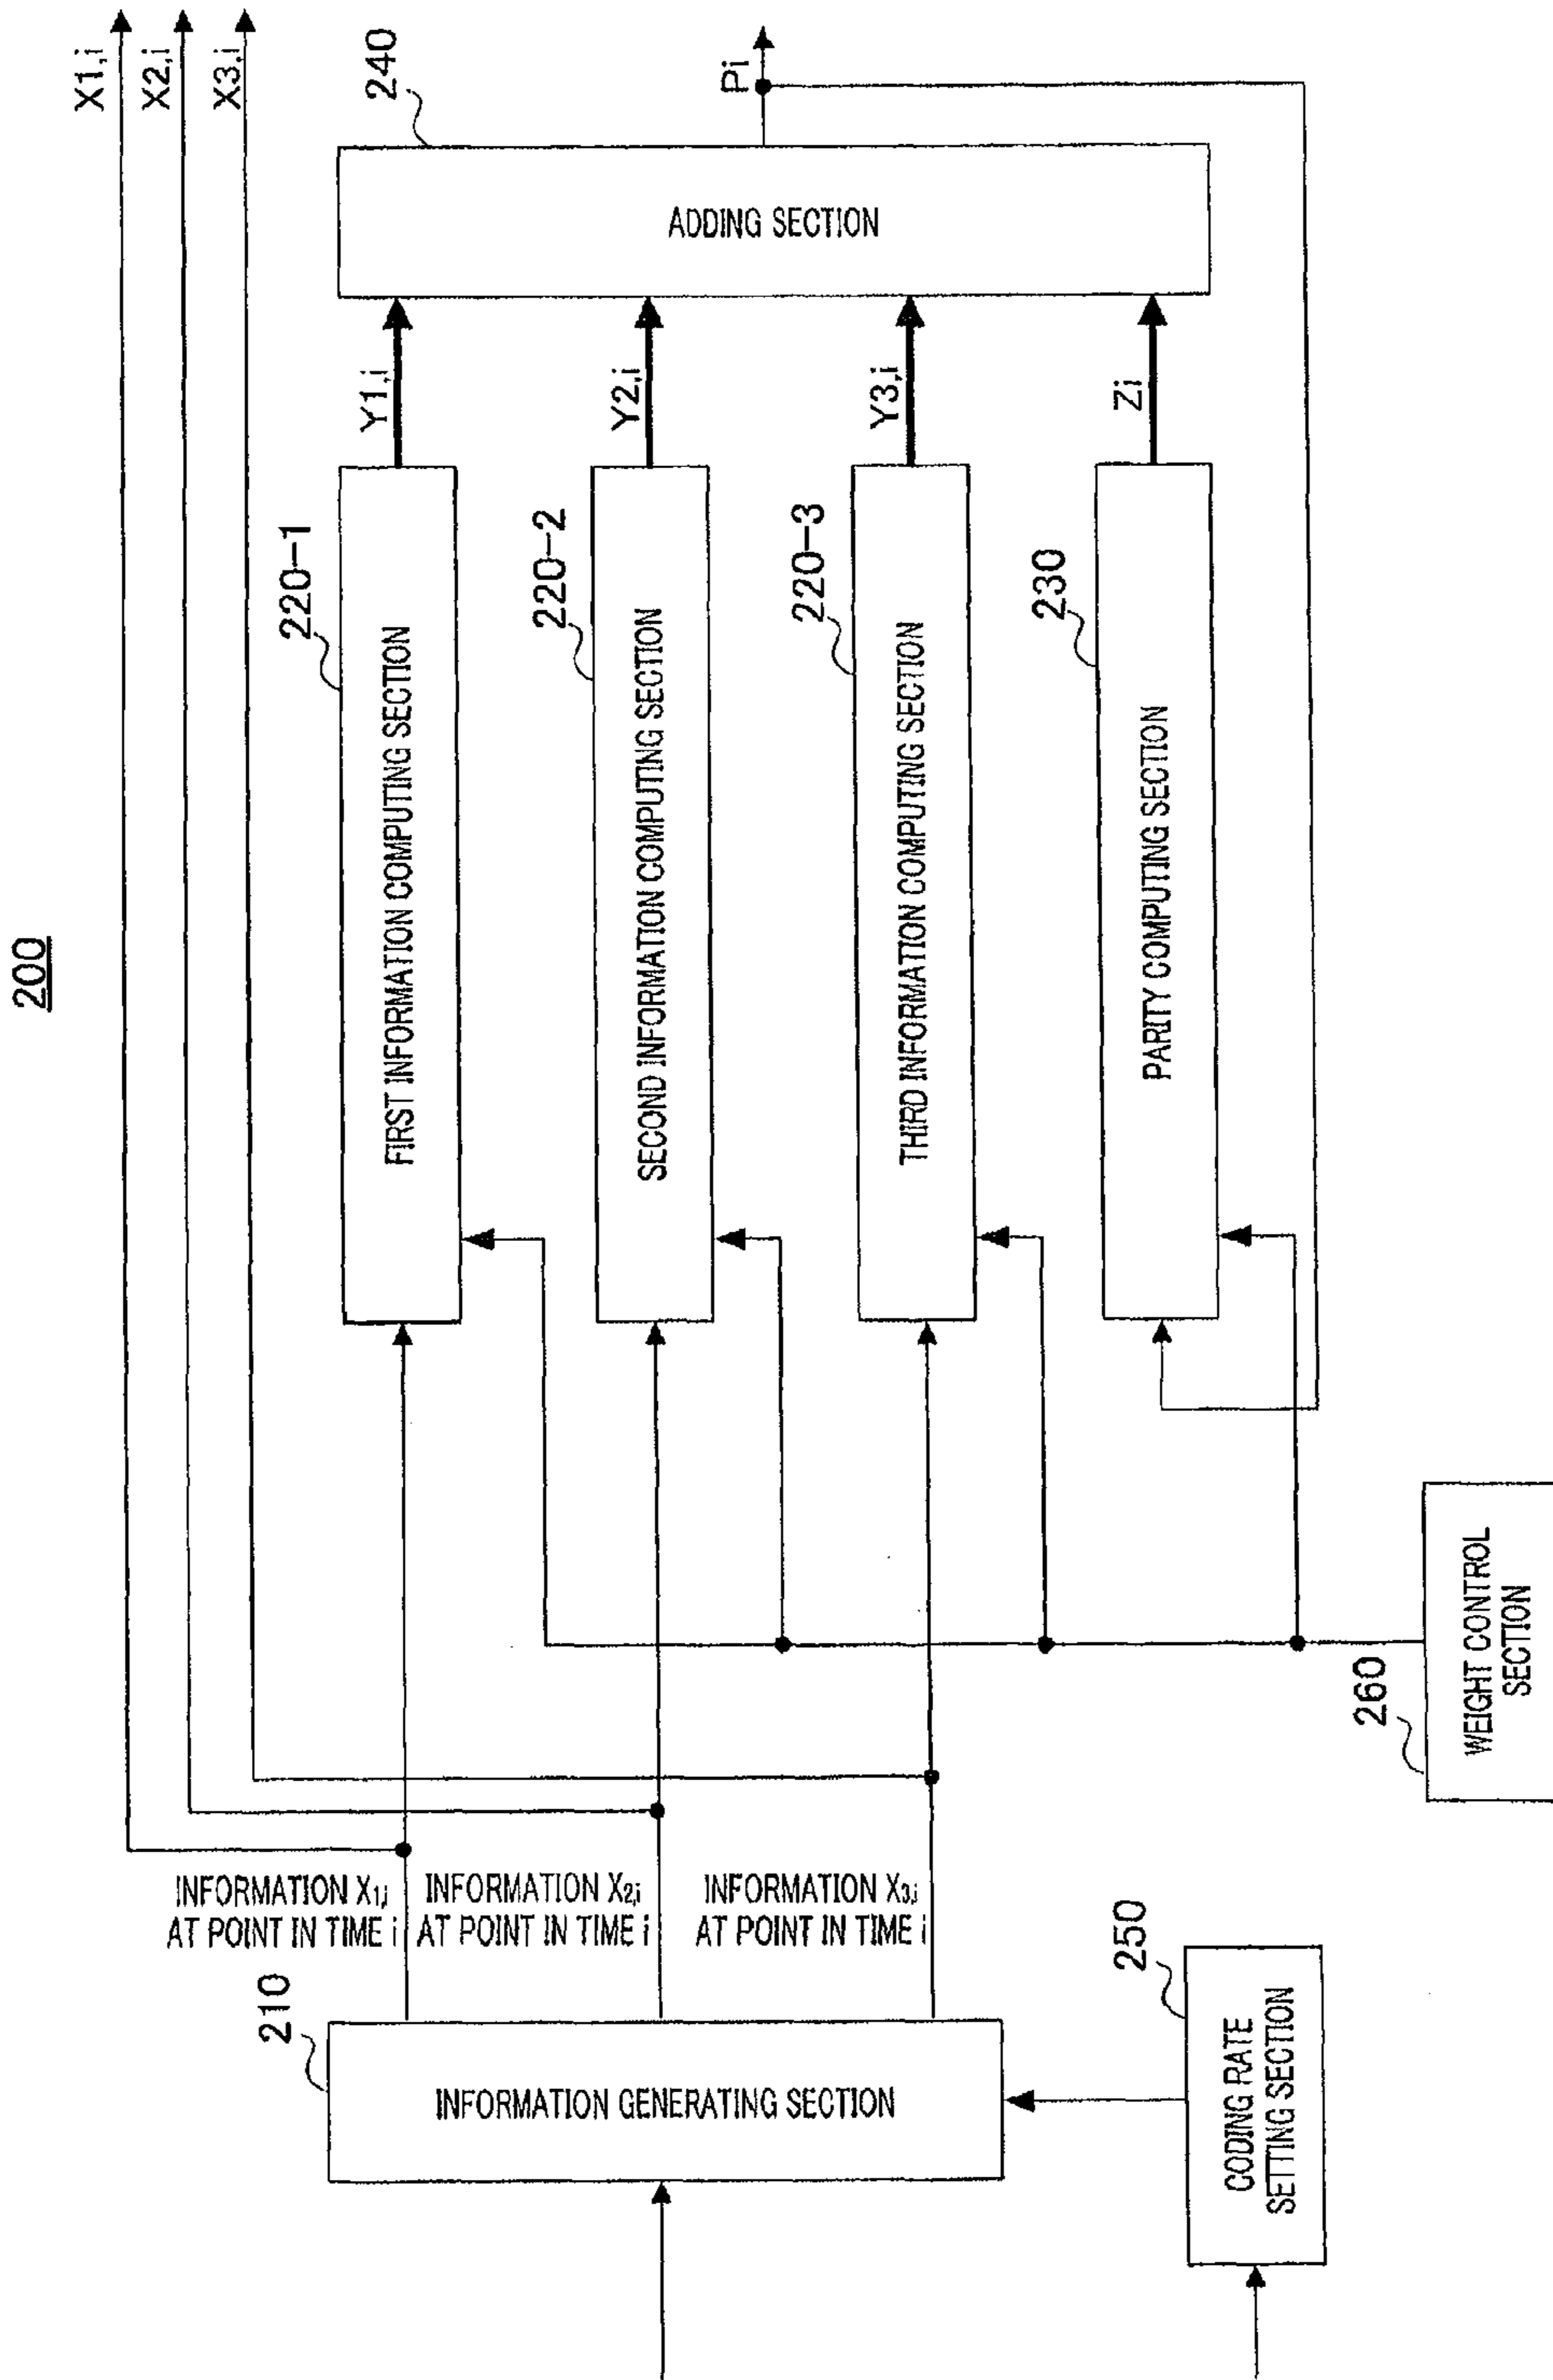 200
X1,i
X2,i
X3,i
INFORMATION X1,i
AT POINT IN TIME i
INFORMATION X2,i
AT POINT IN TIME i
INFORMATION X3,i
AT POINT IN TIME i
210
INFORMATION GENERATING SECTION
220-1
FIRST INFORMATION COMPUTING SECTION
Y1,i
220-2
SECOND INFORMATION COMPUTING SECTION
Y2,i
220-3
THIRD INFORMATION COMPUTING SECTION
Y3,i
230
PARITY COMPUTING SECTION
Zi
240
ADDING SECTION
Pi
250
CODING RATE
SETTING SECTION
260
WEIGHT CONTROL
SECTION